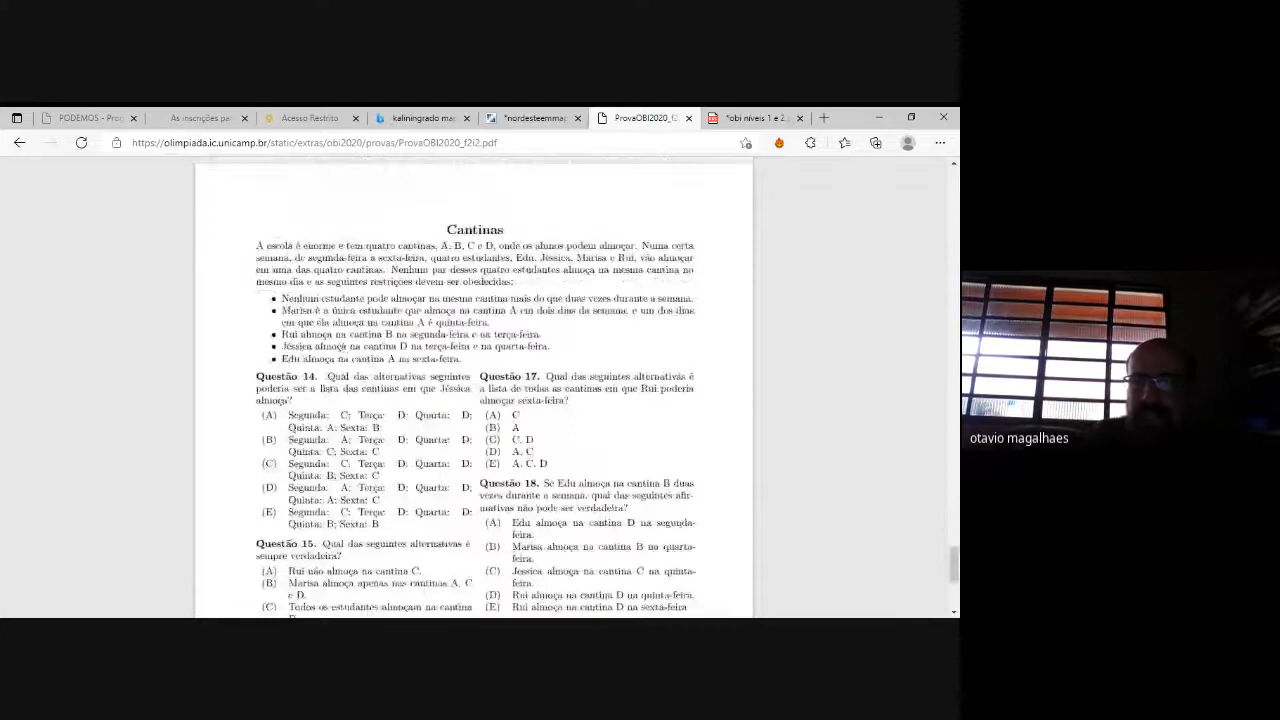 PODEMOS - Pro
As inscrições pa
Acesso Restrito
kaliningrado ma
*nordesteemmap
ProvaOBI2020_f2
*obi níveis 1 e 2
https://olimpiada.ic.unicamp.br/static/extras/obi2020/provas/ProvaOBI2020_f2i2.pdf
Cantinas
A escola é enorme e tem quatro cantinas, A, B, C e D, onde os alunos podem almoçar. Numa certa
semana, de segunda-feira a sexta-feira, quatro estudantes, Edu, Jéssica, Marisa e Rui, vão almoçar
em uma das quatro cantinas. Nenhum par desses quatro estudantes almoça na mesma cantina no
mesmo dia e as seguintes restrições devem ser obedecidas:
• Nenhum estudante pode almoçar na mesma cantina mais do que duas vezes durante a semana.
• Marisa é a única estudante que almoça na cantina A em dois dias da semana, e um dos dias
em que ela almoça na cantina A é quinta-feira.
• Rui almoça na cantina B na segunda-feira e na terça-feira.
• Jéssica almoça na cantina D na terça-feira e na quarta-feira.
• Edu almoça na cantina A na sexta-feira.
Questão 14. Qual das alternativas seguintes
poderia ser a lista das cantinas em que Jéssica
almoça?
(A) Segunda: C; Terça: D; Quarta: D;
Quinta: A; Sexta: B
(B) Segunda: A; Terça: D; Quarta: D;
Quinta: C; Sexta: C
(C) Segunda: C; Terça: D; Quarta: D;
Quinta: B; Sexta: C
(D) Segunda: A; Terça: D; Quarta: D;
Quinta: A; Sexta: C
(E) Segunda: C; Terça: D; Quarta: D;
Quinta: B; Sexta: B
Questão 15. Qual das seguintes alternativas é
sempre verdadeira?
(A) Rui não almoça na cantina C.
(B) Marisa almoça apenas nas cantinas A, C
e D.
(C) Todos os estudantes almoçam na cantina
Questão 17. Qual das seguintes alternativas é
a lista de todas as cantinas em que Rui poderia
almoçar sexta-feira?
(A) C
(B) A
(C) C, D
(D) A, C
(E) A, C, D
Questão 18. Se Edu almoça na cantina B duas
vezes durante a semana, qual das seguintes afir-
mativas não pode ser verdadeira?
(A) Edu almoça na cantina D na segunda-
feira.
(B) Marisa almoça na cantina B na quarta-
feira.
(C) Jessica almoça na cantina C na quinta-
feira.
(D) Rui almoça na cantina D na quinta-feira.
(E) Rui almoça na cantina D na sexta-feira
otavio magalhaes